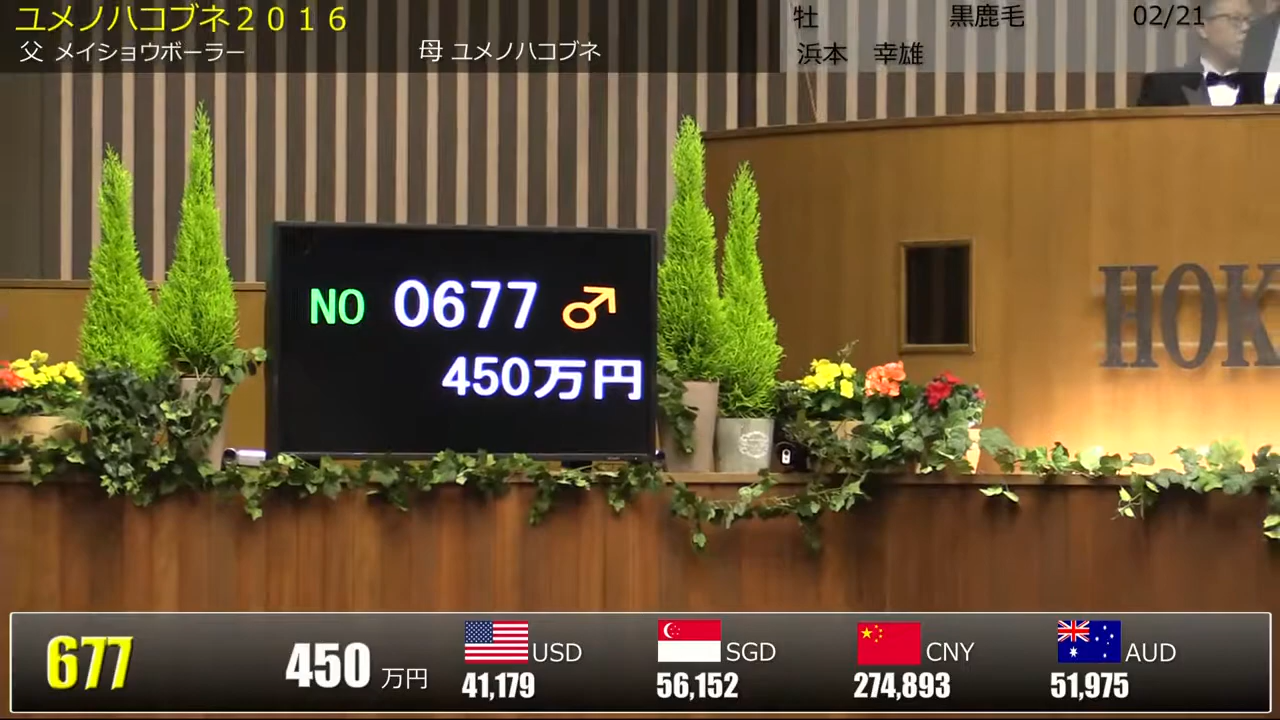 ユメノハコブネ２０１６
牡 黒鹿毛 02/21
父 メイショウボーラー 母 ユメノハコブネ
浜本 幸雄
NO 0677 ♂
450万円
HOK
677 450 万円
USD SGD CNY AUD
41,179 56,152 274,893 51,975